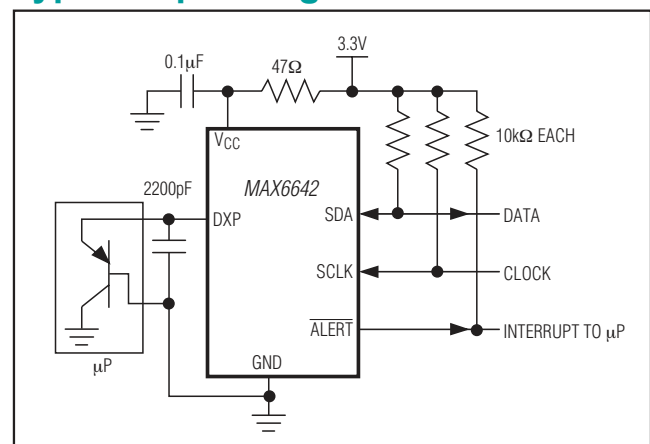 3.3V
0.1μF
47Ω
VCC
10kΩ EACH
2200pF
MAX6642
DXP
SDA
DATA
SCLK
CLOCK
ALERT
INTERRUPT TO μP
GND
μP